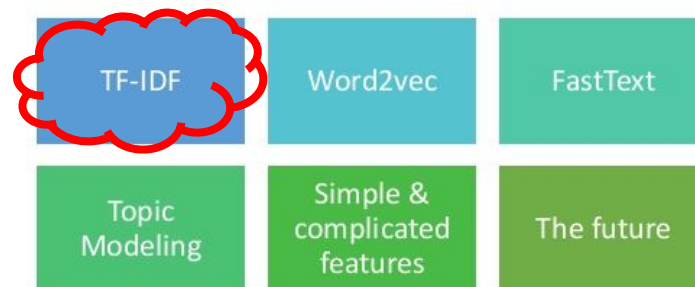 TF-IDF
Word2vec
FastText
Topic
Modeling
Simple &
complicated
features
The future